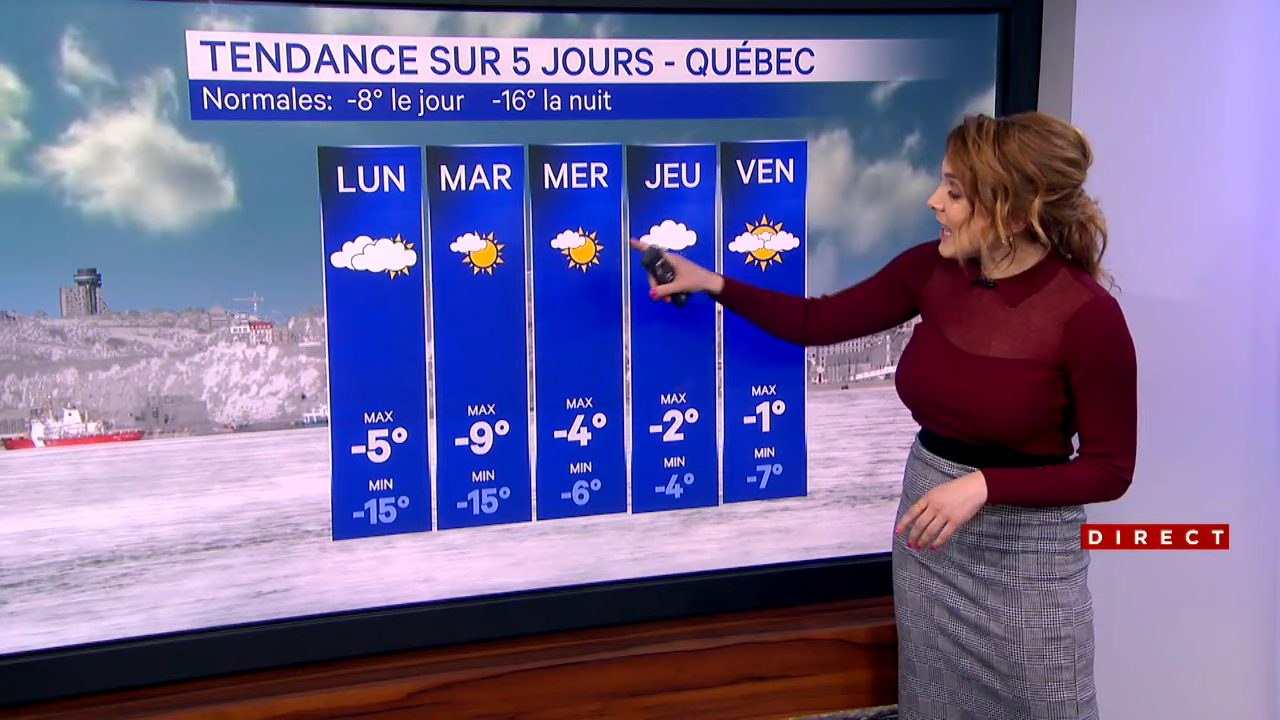 TENDANCE SUR 5 JOURS - QUÉBEC
Normales: -8° le jour -16° la nuit
LUN
MAX
-5°
MIN
-15°
MAR
MAX
-9°
MIN
-15°
MER
MAX
-4°
MIN
-6°
JEU
MAX
-2°
MIN
-4°
VEN
MAX
-1°
MIN
-7°
DIRECT